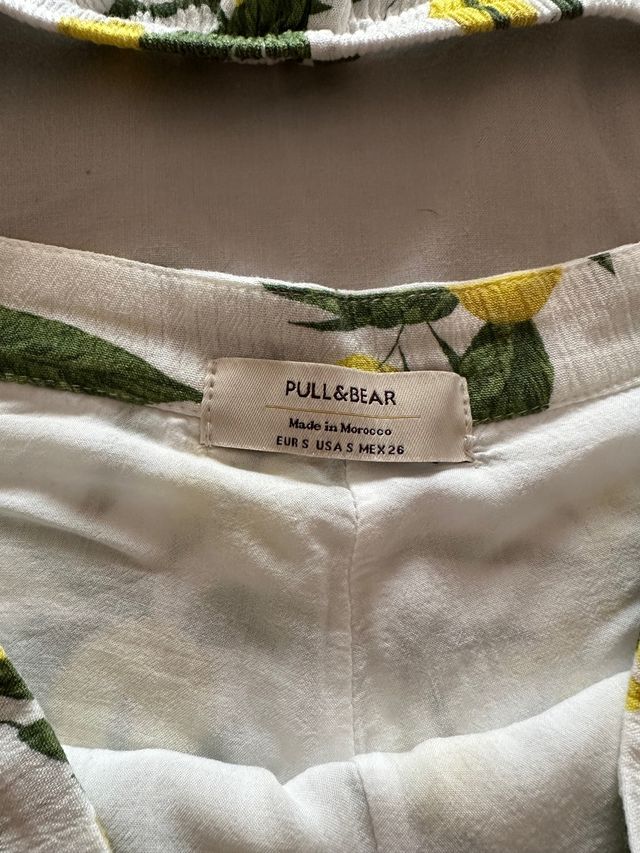 PULL&BEAR
Made in Morocco
EUR S USA S MEX 26